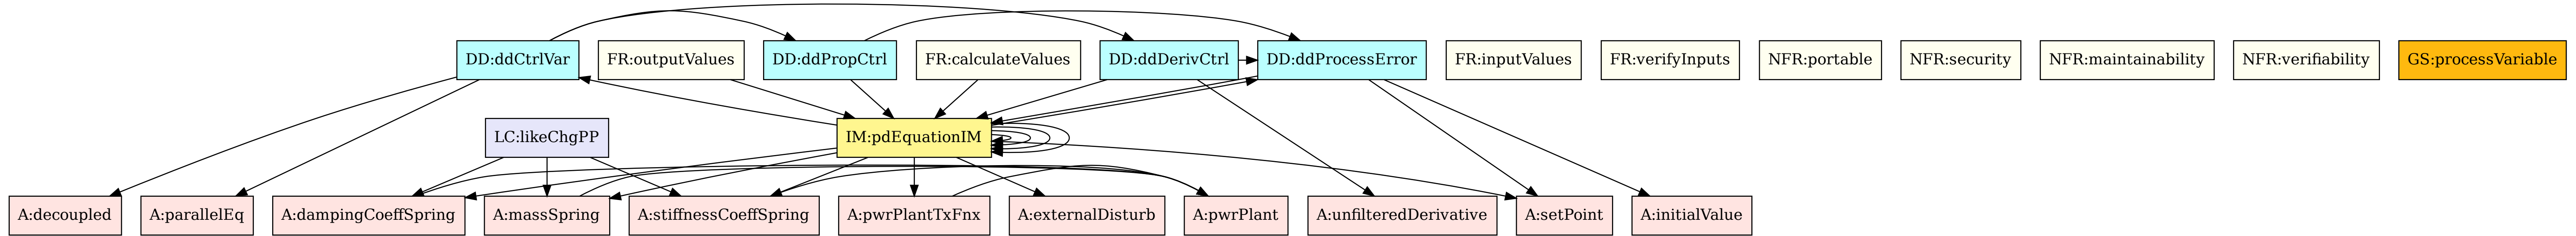 DD:ddCtrlVar
FR:outputValues
DD:ddPropCtrl
FR:calculateValues
DD:ddDerivCtrl
DD:ddProcessError
FR:inputValues
FR:verifyInputs
NFR:portable
NFR:security
NFR:maintainability
NFR:verifiability
GS:processVariable
LC:likeChgPP
IM:pdEquationIM
A:decoupled
A:parallelEq
A:dampingCoeffSpring
A:massSpring
A:stiffnessCoeffSpring
A:pwrPlantTxFnx
A:externalDisturb
A:pwrPlant
A:unfilteredDerivative
A:setPoint
A:initialValue